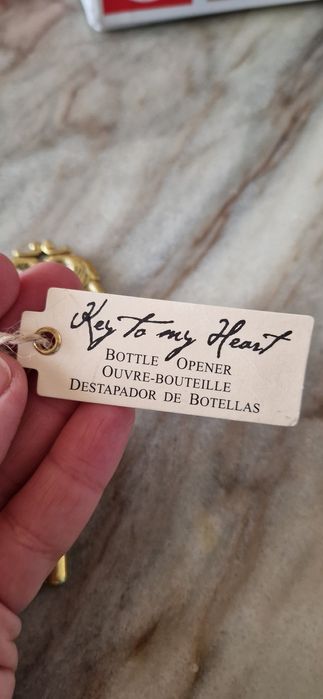 Key To my Heart
BOTTLE OPENER
OUVRE-BOUTEILLE
DESTAPADOR DE BOTELLAS